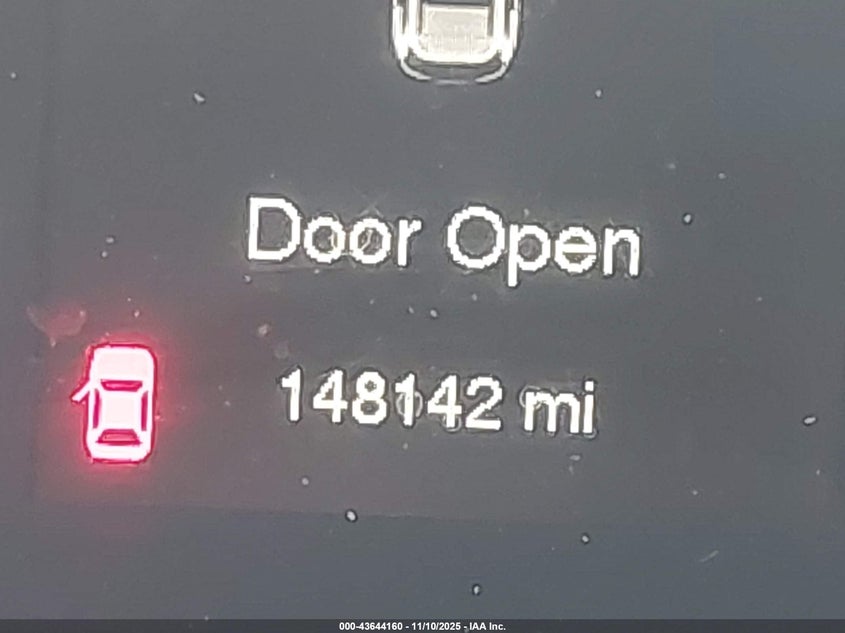 Door Open
148142 mi
000-43644160 - 11/10/2025 - IAA Inc.